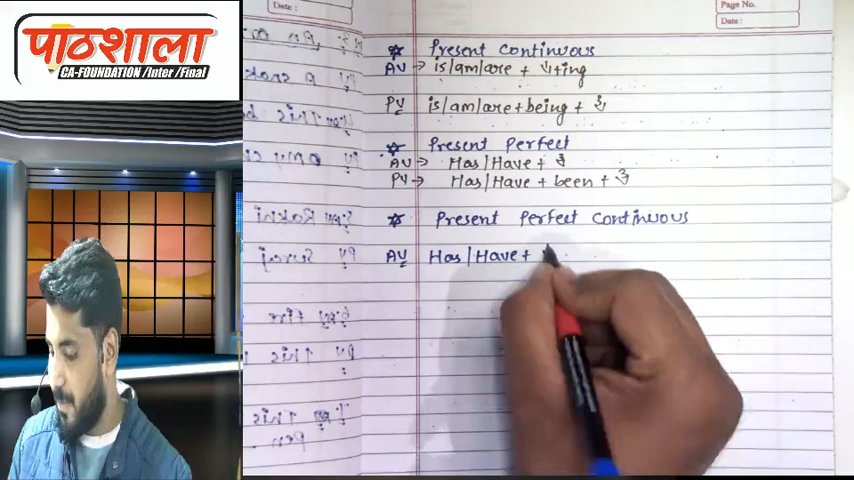 पाठशाला
CA-FOUNDATION/Inter/Final
Date :
Page No.
Date :
☆ Present Continuous
AV → is/am/are + V+ing
PV is/am/are + being + V3
☆ Present Perfect
AV → Has/Have + V3
PV → Has/Have + been + V3
☆ Present Perfect Continuous
AV Has/Have +